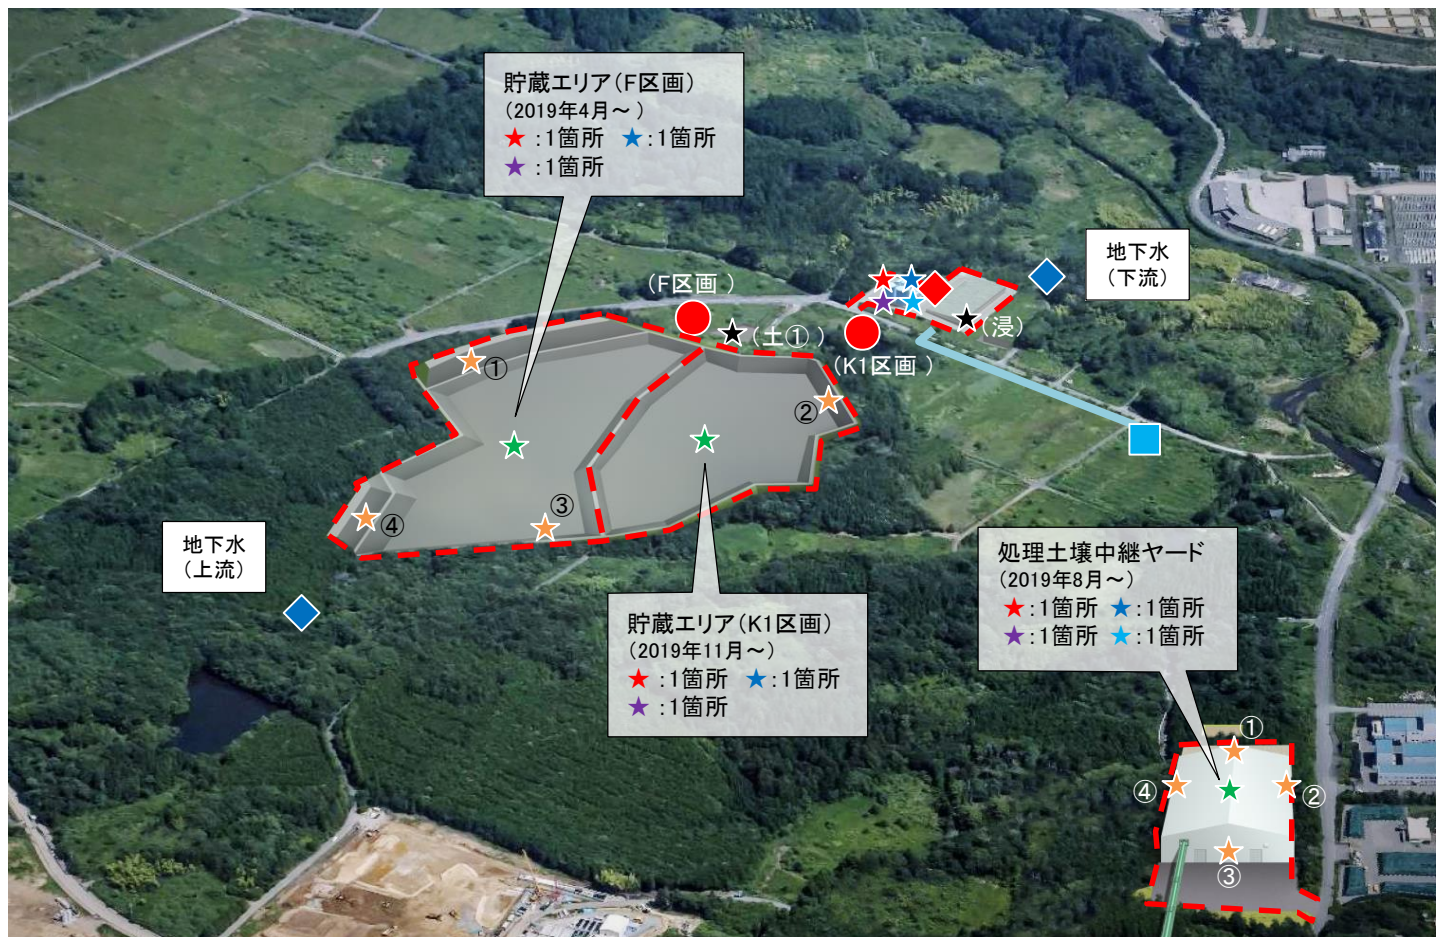 貯蔵エリア(F区画)
(2019年4月～)
★:1箇所 ★:1箇所
★:1箇所
地下水
(下流)
(F区画)
(土①)
(浸)
(K1区画)
①
②
③
④
地下水
(上流)
貯蔵エリア(K1区画)
(2019年11月～)
★:1箇所 ★:1箇所
★:1箇所
処理土壌中継ヤード
(2019年8月～)
★:1箇所 ★:1箇所
★:1箇所 ★:1箇所
①
④
②
③